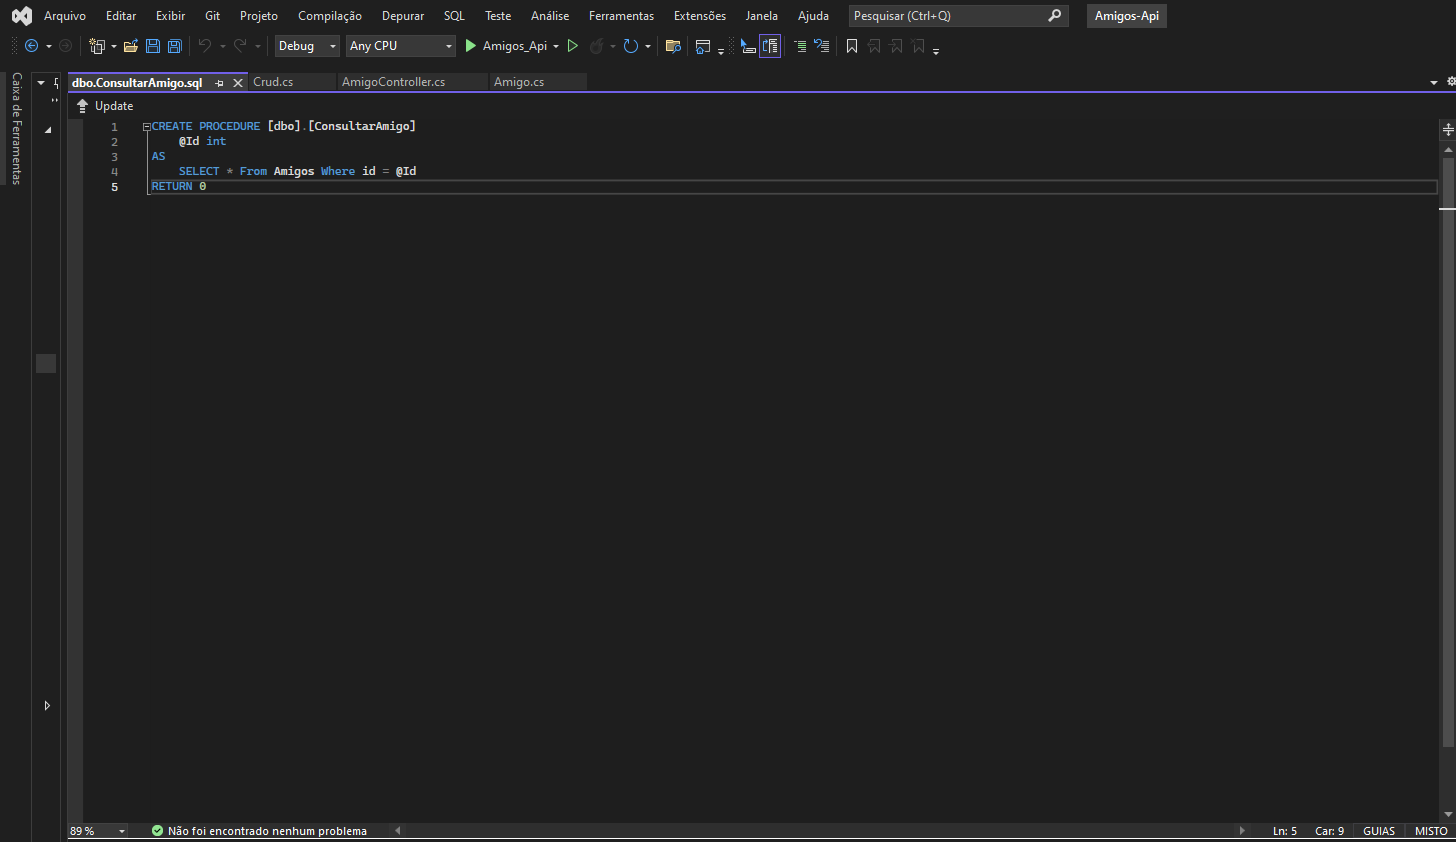 Arquivo Editar Exibir Git Projeto Compilação Depurar SQL Teste Análise Ferramentas Extensões Janela Ajuda Pesquisar (Ctrl+Q) Amigos-Api
Debug Any CPU Amigos_Api
Caixa de Ferramentas
dbo.ConsultarAmigo.sql Crud.cs AmigoController.cs Amigo.cs
Update
1 CREATE PROCEDURE [dbo].[ConsultarAmigo]
2 @Id int
3 AS
4 SELECT * From Amigos Where id = @Id
5 RETURN 0
89 % Não foi encontrado nenhum problema Ln: 5 Car: 9 GUIAS MISTO